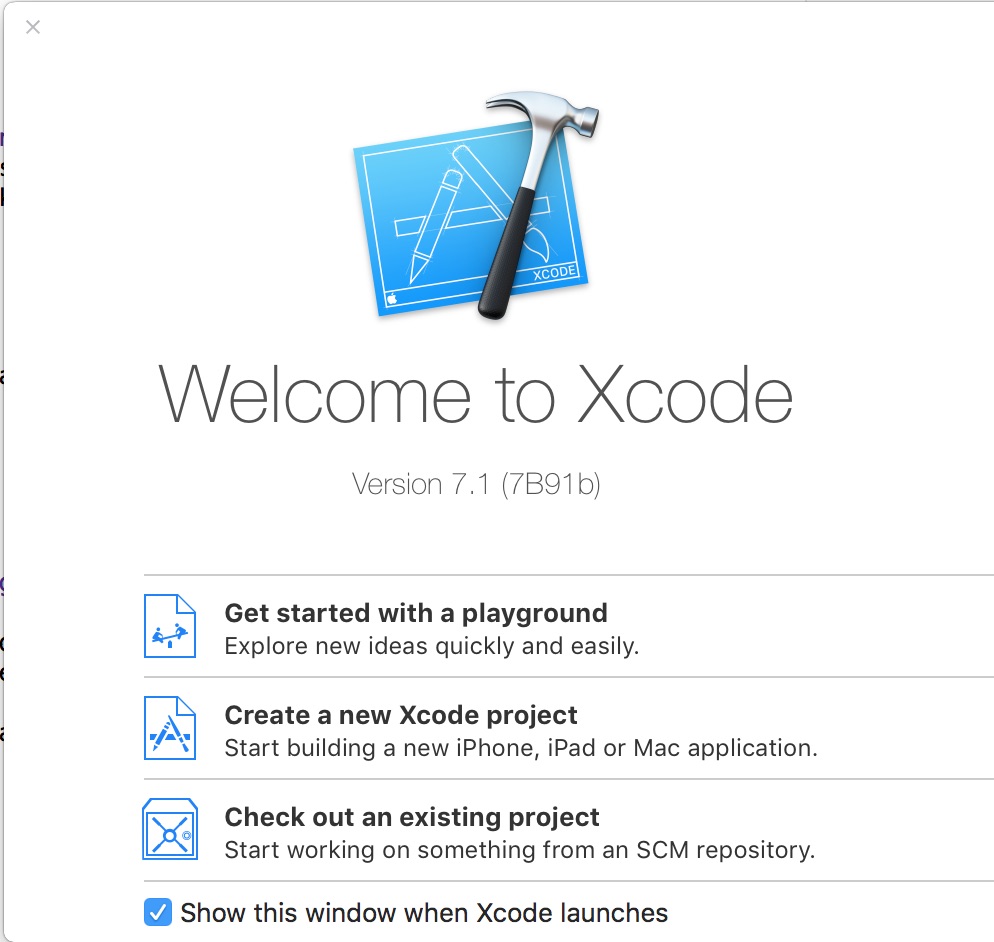 XCODE
Welcome to Xcode
Version 7.1 (7B91b)
Get started with a playground
Explore new ideas quickly and easily.
Create a new Xcode project
Start building a new iPhone, iPad or Mac application.
Check out an existing project
Start working on something from an SCM repository.
Show this window when Xcode launches